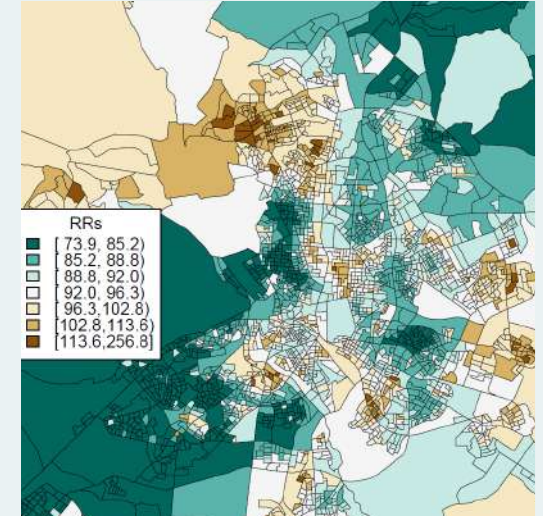 RRs
[ 73.9, 85.2)
[ 85.2, 88.8)
[ 88.8, 92.0)
[ 92.0, 96.3)
[ 96.3,102.8)
[102.8,113.6)
[113.6,256.8]